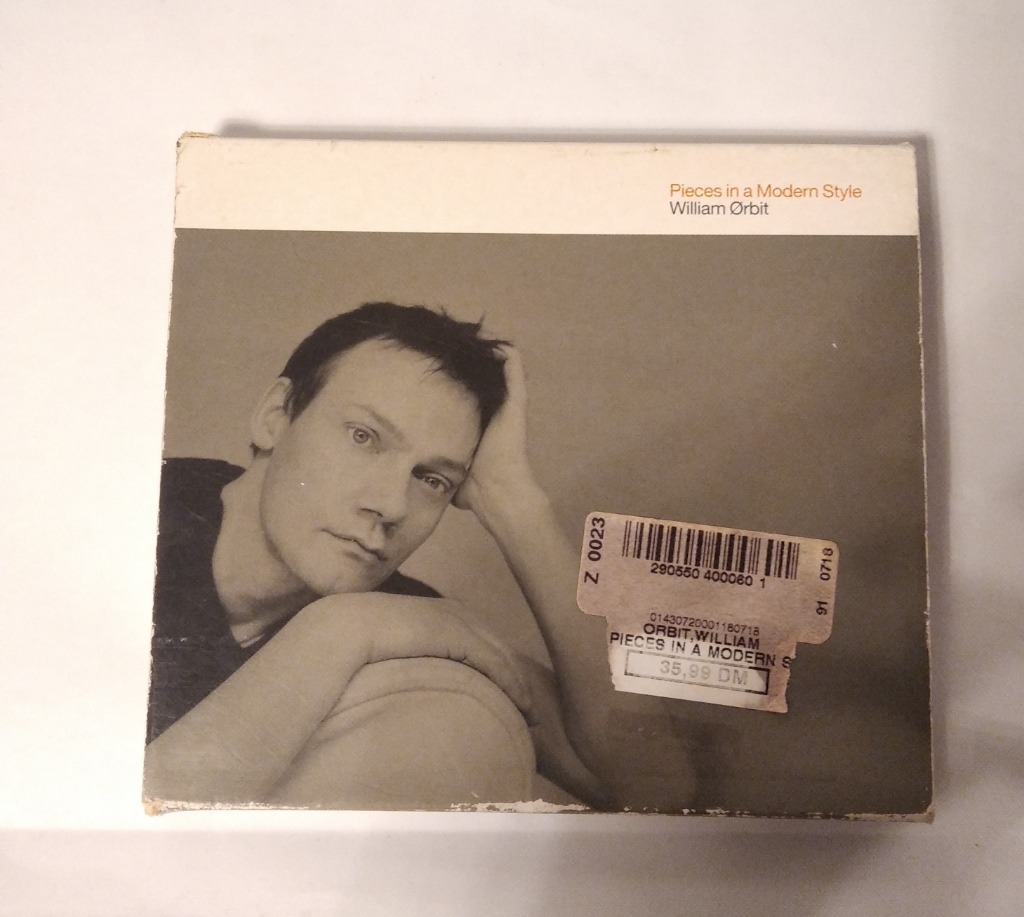 Pieces in a Modern Style
William Ørbit
Z 0023
290550 400060 1
91 0718
01430720001180718
ORBIT,WILLIAM
PIECES IN A MODERN S
35,99 DM